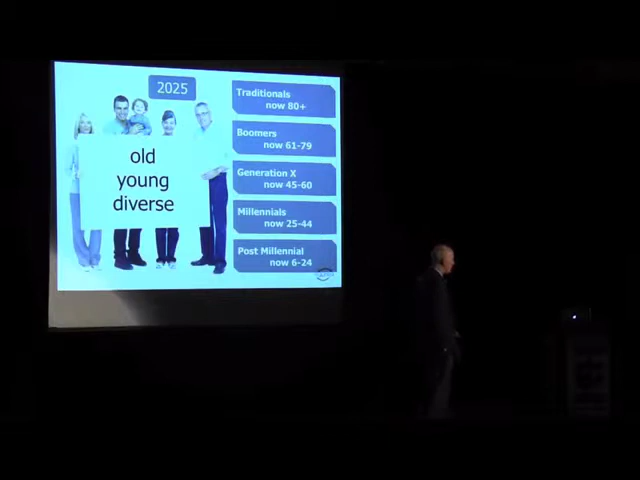 2025
old
young
diverse
Traditionals
now 80+
Boomers
now 61-79
Generation X
now 45-60
Millennials
now 25-44
Post Millennial
now 6-24